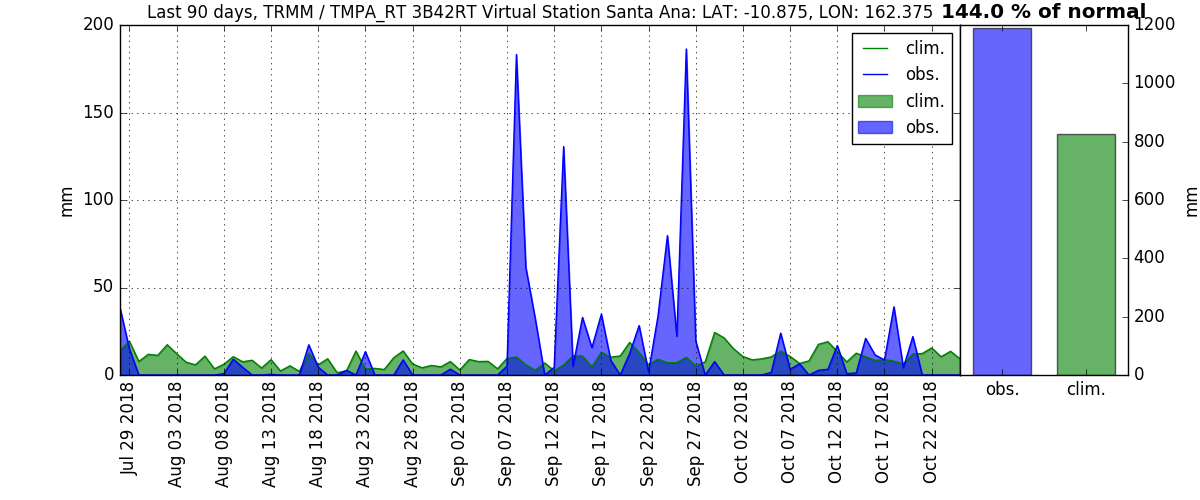 Last 90 days, TRMM / TMPA_RT 3B42RT Virtual Station Santa Ana: LAT: -10.875, LON: 162.375 144.0 % of normal
200
150
100
50
0
mm
clim.
obs.
clim.
obs.
1200
1000
800
600
400
200
0
mm
obs.
clim.
Jul 29 2018
Aug 03 2018
Aug 08 2018
Aug 13 2018
Aug 18 2018
Aug 23 2018
Aug 28 2018
Sep 02 2018
Sep 07 2018
Sep 12 2018
Sep 17 2018
Sep 22 2018
Sep 27 2018
Oct 02 2018
Oct 07 2018
Oct 12 2018
Oct 17 2018
Oct 22 2018